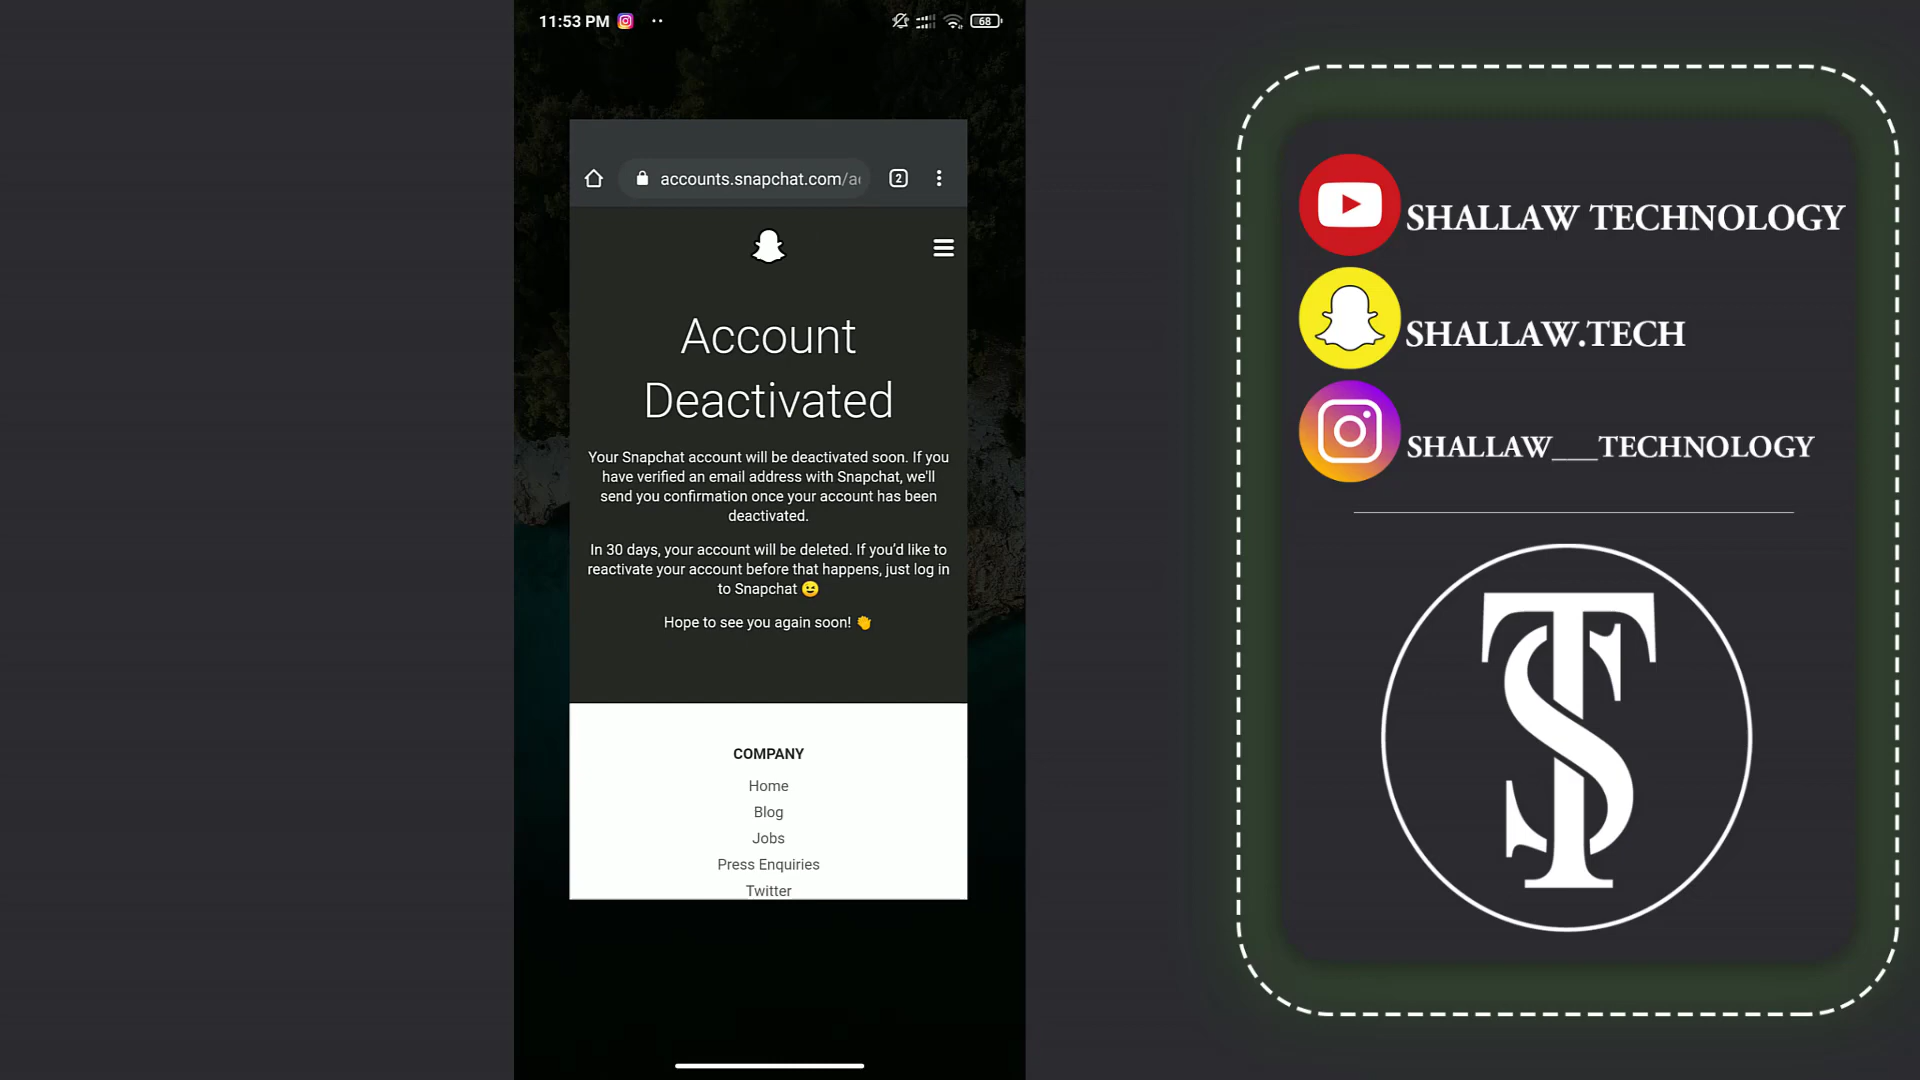 11:53 PM
68
accounts.snapchat.com/a
2
Account
Deactivated
Your Snapchat account will be deactivated soon. If you
have verified an email address with Snapchat, we'll
send you confirmation once your account has been
deactivated.
In 30 days, your account will be deleted. If you’d like to
reactivate your account before that happens, just log in
to Snapchat 😉
Hope to see you again soon! 👏
COMPANY
Home
Blog
Jobs
Press Enquiries
Twitter
SHALLAW TECHNOLOGY
SHALLAW.TECH
SHALLAW___TECHNOLOGY
TS